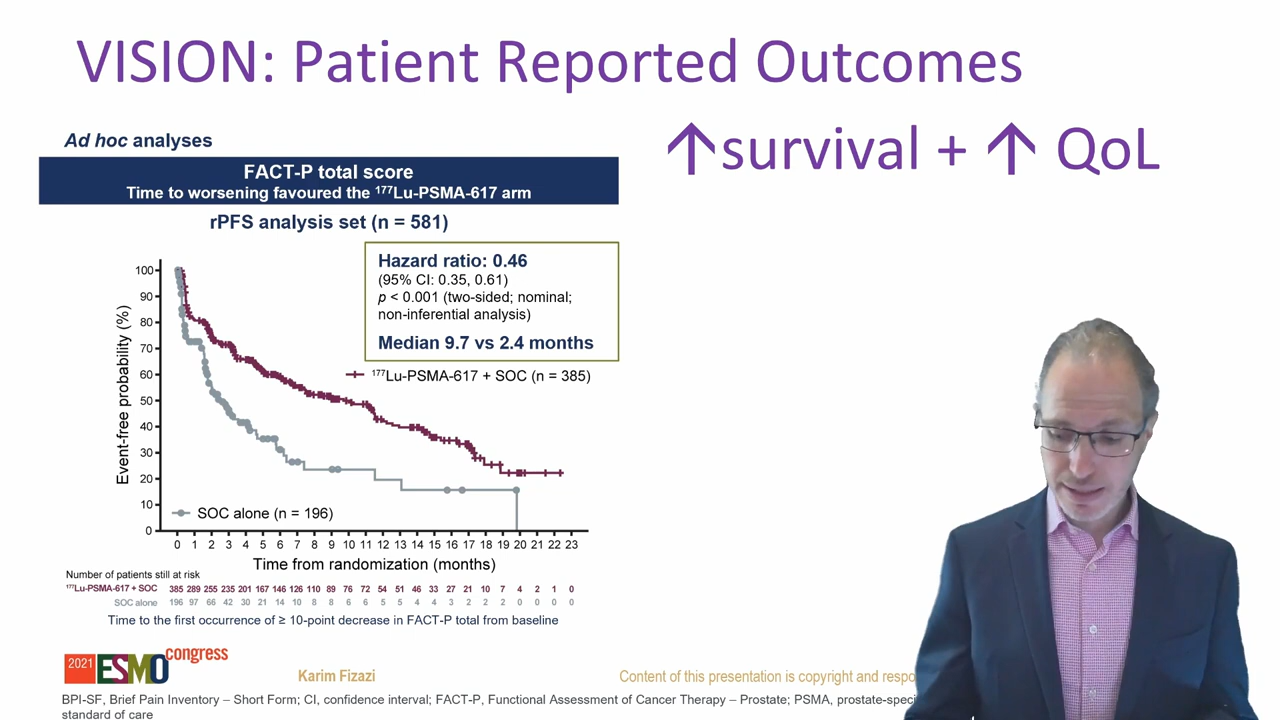 VISION: Patient Reported Outcomes
↑survival + ↑ QoL
Ad hoc analyses
FACT-P total score
Time to worsening favoured the ¹⁷⁷Lu-PSMA-617 arm
rPFS analysis set (n = 581)
Hazard ratio: 0.46
(95% CI: 0.35, 0.61)
p < 0.001 (two-sided; nominal;
non-inferential analysis)
Median 9.7 vs 2.4 months
¹⁷⁷Lu-PSMA-617 + SOC (n = 385)
Event-free probability (%)
100
90
80
70
60
50
40
30
20
10
0
SOC alone (n = 196)
0 1 2 3 4 5 6 7 8 9 10 11 12 13 14 15 16 17 18 19 20 21 22 23
Time from randomization (months)
Number of patients still at risk
¹⁷⁷Lu-PSMA-617 + SOC 385 289 255 235 201 167 146 126 110 89 76 72 54 51 46 33 27 21 10 7 4 2 1 0
SOC alone 196 97 66 42 30 21 14 10 8 8 6 6 5 5 4 4 3 2 2 2 0 0 0 0
Time to the first occurrence of ≥ 10-point decrease in FACT-P total from baseline
2021 ESMO congress
Karim Fizazi
Content of this presentation is copyright and respo
BPI-SF, Brief Pain Inventory – Short Form; CI, confidence interval; FACT-P, Functional Assessment of Cancer Therapy – Prostate; PSMA, prostate-speci
standard of care